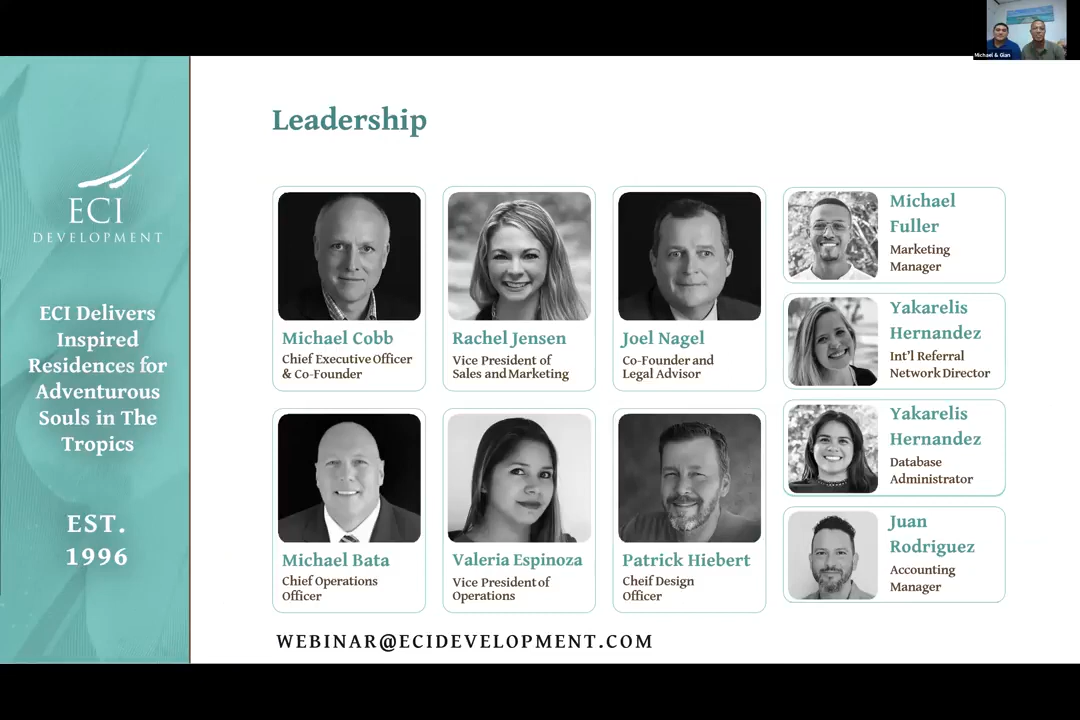 Michael & Gian
ECI
DEVELOPMENT
ECI Delivers
Inspired
Residences for
Adventurous
Souls in The
Tropics
EST.
1996
Leadership
Michael Cobb
Chief Executive Officer
& Co-Founder
Rachel Jensen
Vice President of
Sales and Marketing
Joel Nagel
Co-Founder and
Legal Advisor
Michael Bata
Chief Operations
Officer
Valeria Espinoza
Vice President of
Operations
Patrick Hiebert
Cheif Design
Officer
Michael
Fuller
Marketing
Manager
Yakarelis
Hernandez
Int'l Referral
Network Director
Yakarelis
Hernandez
Database
Administrator
Juan
Rodriguez
Accounting
Manager
WEBINAR@ECIDEVELOPMENT.COM